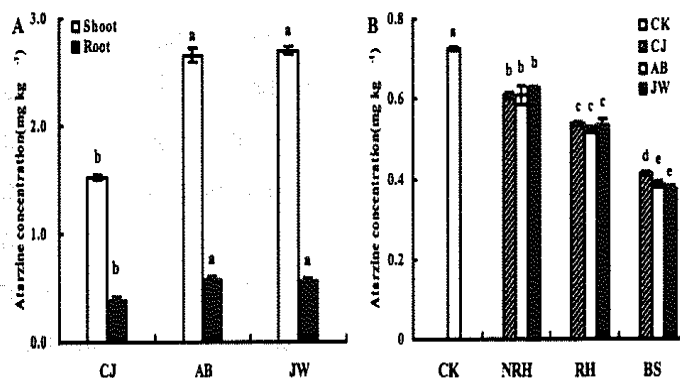 A
Shoot
Root
Atarzine concentration(mg kg ⁻¹)
3.0
2.0
1.0
0.0
b
b
a
a
a
a
CJ AB JW
B
CK
CJ
AB
JW
Atarzine concentration(mg kg ⁻¹)
0.8
0.6
0.4
0.2
0
a
b b b
c c c
d e e
CK NRH RH BS